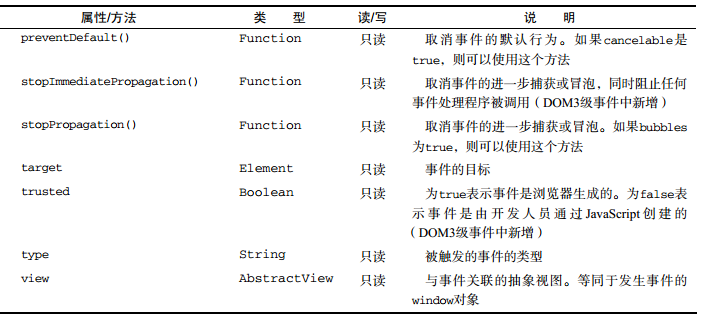 属性/方法 类 型 读/写 说 明
preventDefault() Function 只读 取消事件的默认行为。如果cancelable是
true，则可以使用这个方法
stopImmediatePropagation() Function 只读 取消事件的进一步捕获或冒泡，同时阻止任何
事件处理程序被调用（DOM3级事件中新增）
stopPropagation() Function 只读 取消事件的进一步捕获或冒泡。如果bubbles
为true，则可以使用这个方法
target Element 只读 事件的目标
trusted Boolean 只读 为true表示事件是浏览器生成的。为false表
示事件是由开发人员通过JavaScript创建的
（DOM3级事件中新增）
type String 只读 被触发的事件的类型
view AbstractView 只读 与事件关联的抽象视图。等同于发生事件的
window对象